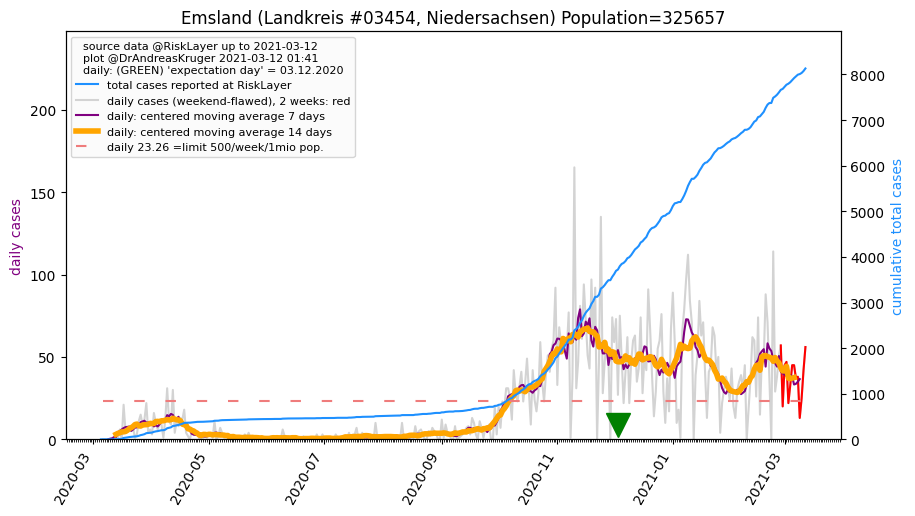 Emsland (Landkreis #03454, Niedersachsen) Population=325657
source data @RiskLayer up to 2021-03-12
plot @DrAndreasKruger 2021-03-12 01:41
daily: (GREEN) 'expectation day' = 03.12.2020
total cases reported at RiskLayer
daily cases (weekend-flawed), 2 weeks: red
daily: centered moving average 7 days
daily: centered moving average 14 days
daily 23.26 =limit 500/week/1mio pop.
daily cases
200
150
100
50
0
cumulative total cases
8000
7000
6000
5000
4000
3000
2000
1000
0
2020-03
2020-05
2020-07
2020-09
2020-11
2021-01
2021-03